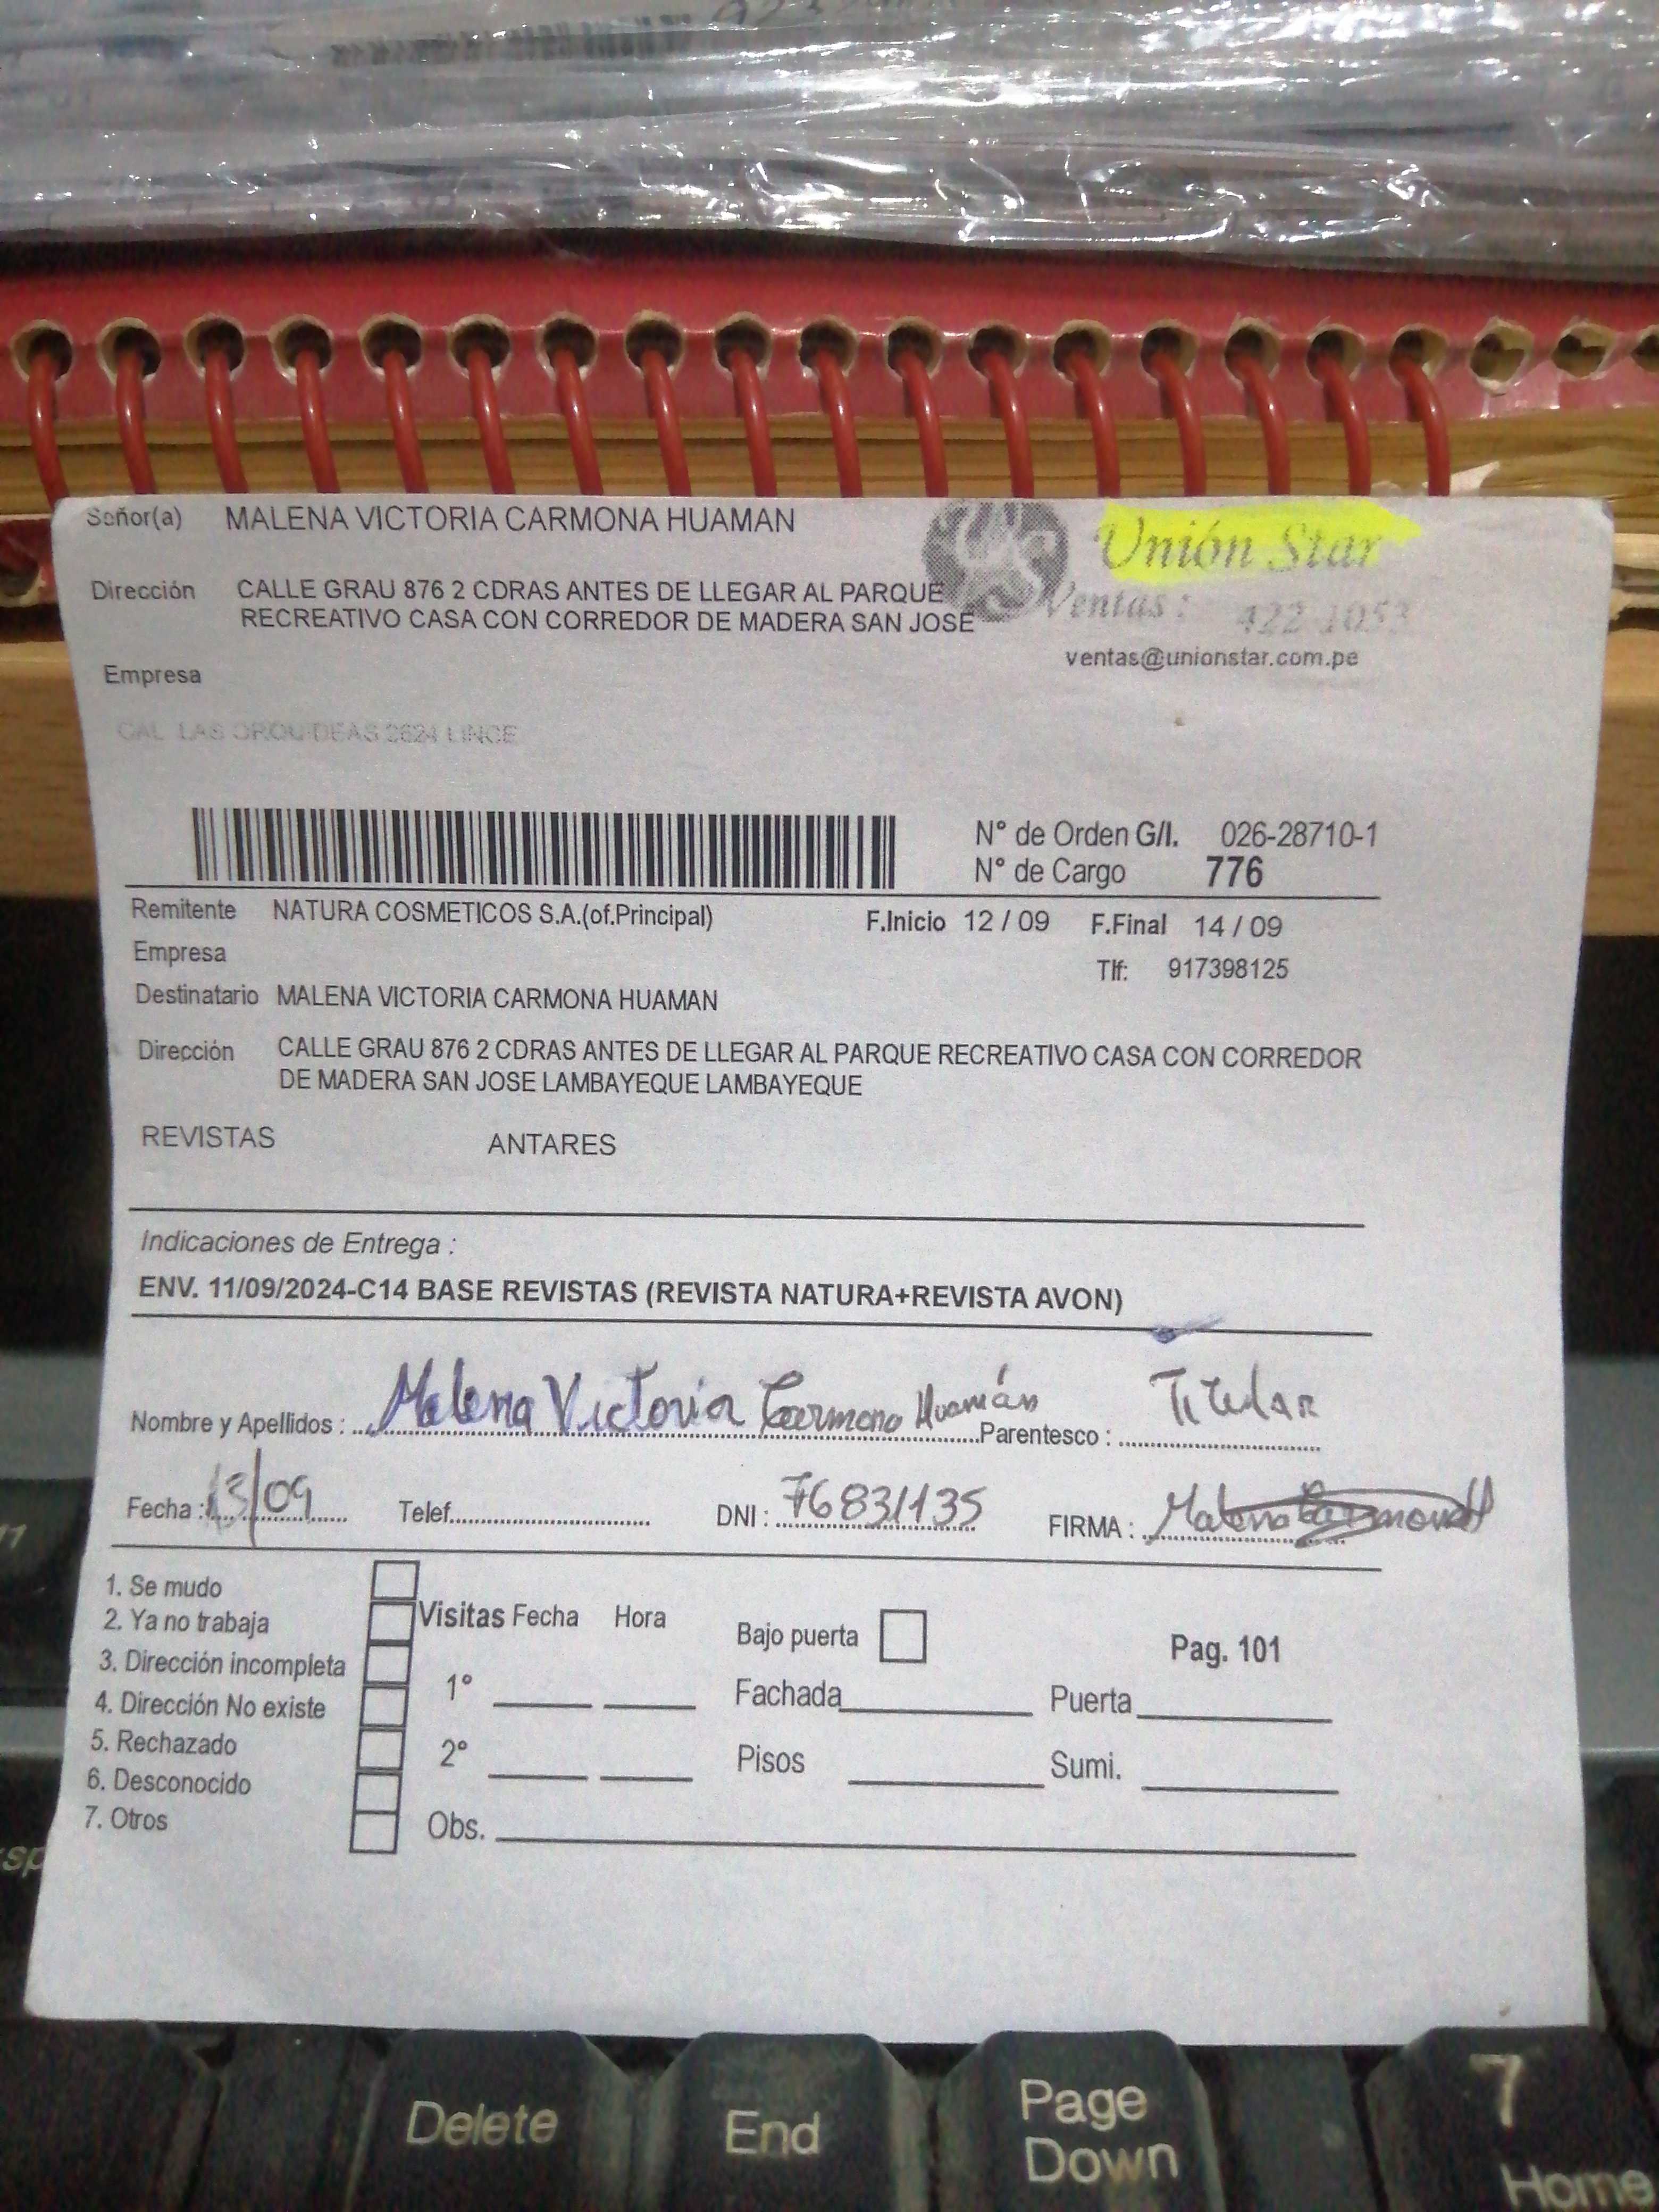 Señor(a) MALENA VICTORIA CARMONA HUAMAN
Unión Star
Dirección CALLE GRAU 876 2 CDRAS ANTES DE LLEGAR AL PARQUE
RECREATIVO CASA CON CORREDOR DE MADERA SAN JOSE
Ventas: 422-1053
ventas@unionstar.com.pe
Empresa
CAL LAS ORQUIDEAS 2624 LINCE
N° de Orden G/I. 026-28710-1
N° de Cargo 776
Remitente NATURA COSMETICOS S.A.(of.Principal) F.Inicio 12 / 09 F.Final 14 / 09
Empresa Tlf: 917398125
Destinatario MALENA VICTORIA CARMONA HUAMAN
Dirección CALLE GRAU 876 2 CDRAS ANTES DE LLEGAR AL PARQUE RECREATIVO CASA CON CORREDOR
DE MADERA SAN JOSE LAMBAYEQUE LAMBAYEQUE
REVISTAS ANTARES
Indicaciones de Entrega :
ENV. 11/09/2024-C14 BASE REVISTAS (REVISTA NATURA+REVISTA AVON)
Nombre y Apellidos : Malena Victoria Carmona Huamán Parentesco : Titular
Fecha : 13/09 Telef. DNI : 76831135 FIRMA : Malena Carmona H
1. Se mudo
2. Ya no trabaja Visitas Fecha Hora Bajo puerta Pag. 101
3. Dirección incompleta
4. Dirección No existe 1° Fachada Puerta
5. Rechazado
6. Desconocido 2° Pisos Sumi.
7. Otros Obs.
Delete End Page Down 7 Home